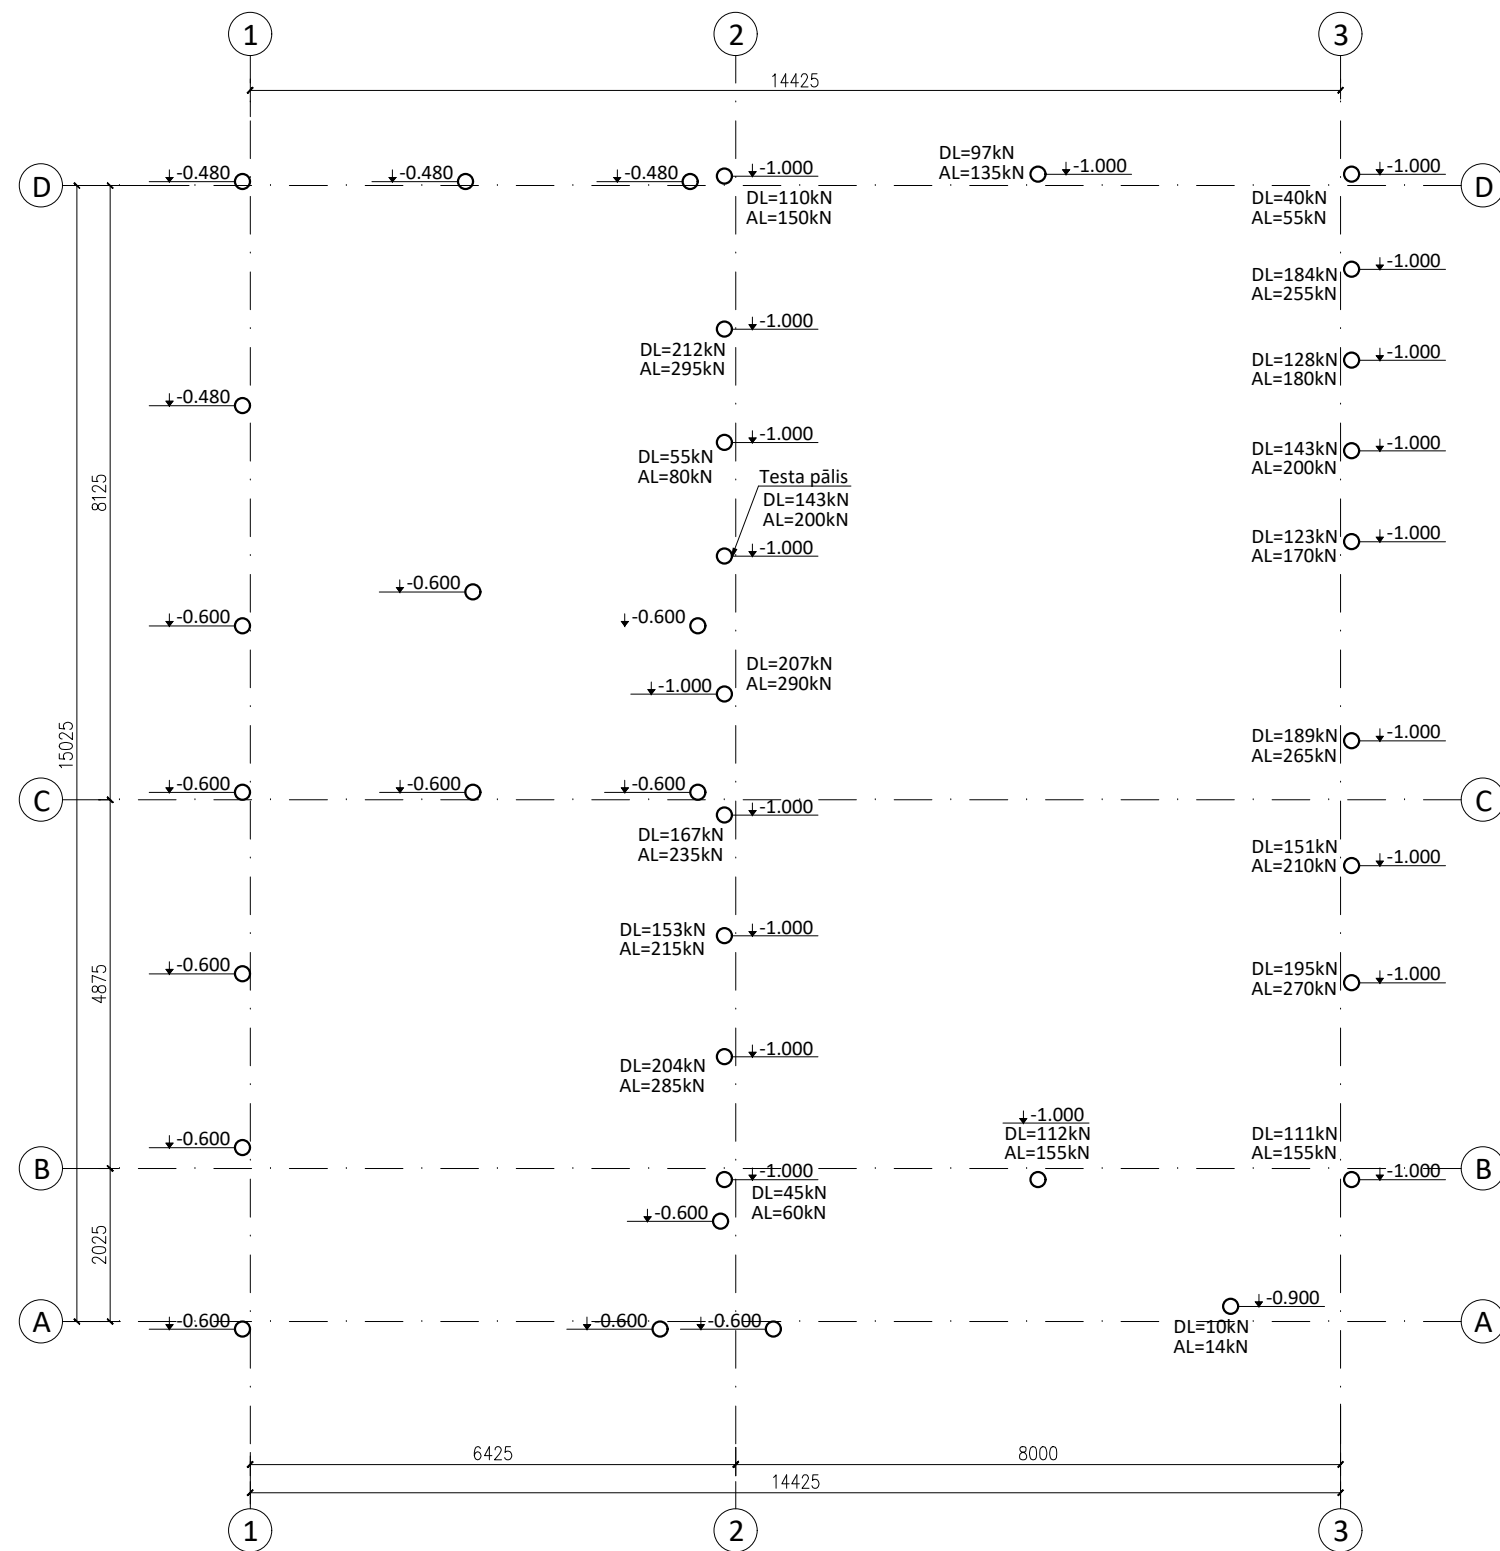 1
2
3
14425
D
-0.480
-0.480
-0.480
-1.000
DL=110kN
AL=150kN
DL=97kN
AL=135kN
-1.000
-1.000
DL=40kN
AL=55kN
D
DL=184kN
AL=255kN
-1.000
-1.000
DL=212kN
AL=295kN
DL=128kN
AL=180kN
-1.000
-0.480
-1.000
DL=55kN
AL=80kN
DL=143kN
AL=200kN
-1.000
8125
Testa pālis
DL=143kN
AL=200kN
-1.000
DL=123kN
AL=170kN
-1.000
-0.600
-0.600
-0.600
DL=207kN
AL=290kN
-1.000
15025
DL=189kN
AL=265kN
-1.000
C
-0.600
-0.600
-0.600
-1.000
DL=167kN
AL=235kN
C
DL=151kN
AL=210kN
-1.000
DL=153kN
AL=215kN
-1.000
4875
-0.600
DL=195kN
AL=270kN
-1.000
DL=204kN
AL=285kN
-1.000
-0.600
-1.000
DL=112kN
AL=155kN
DL=111kN
AL=155kN
-1.000
B
-1.000
DL=45kN
AL=60kN
B
-0.600
2025
A
-0.600
-0.600
-0.600
-0.900
DL=10kN
AL=14kN
A
6425
8000
14425
1
2
3